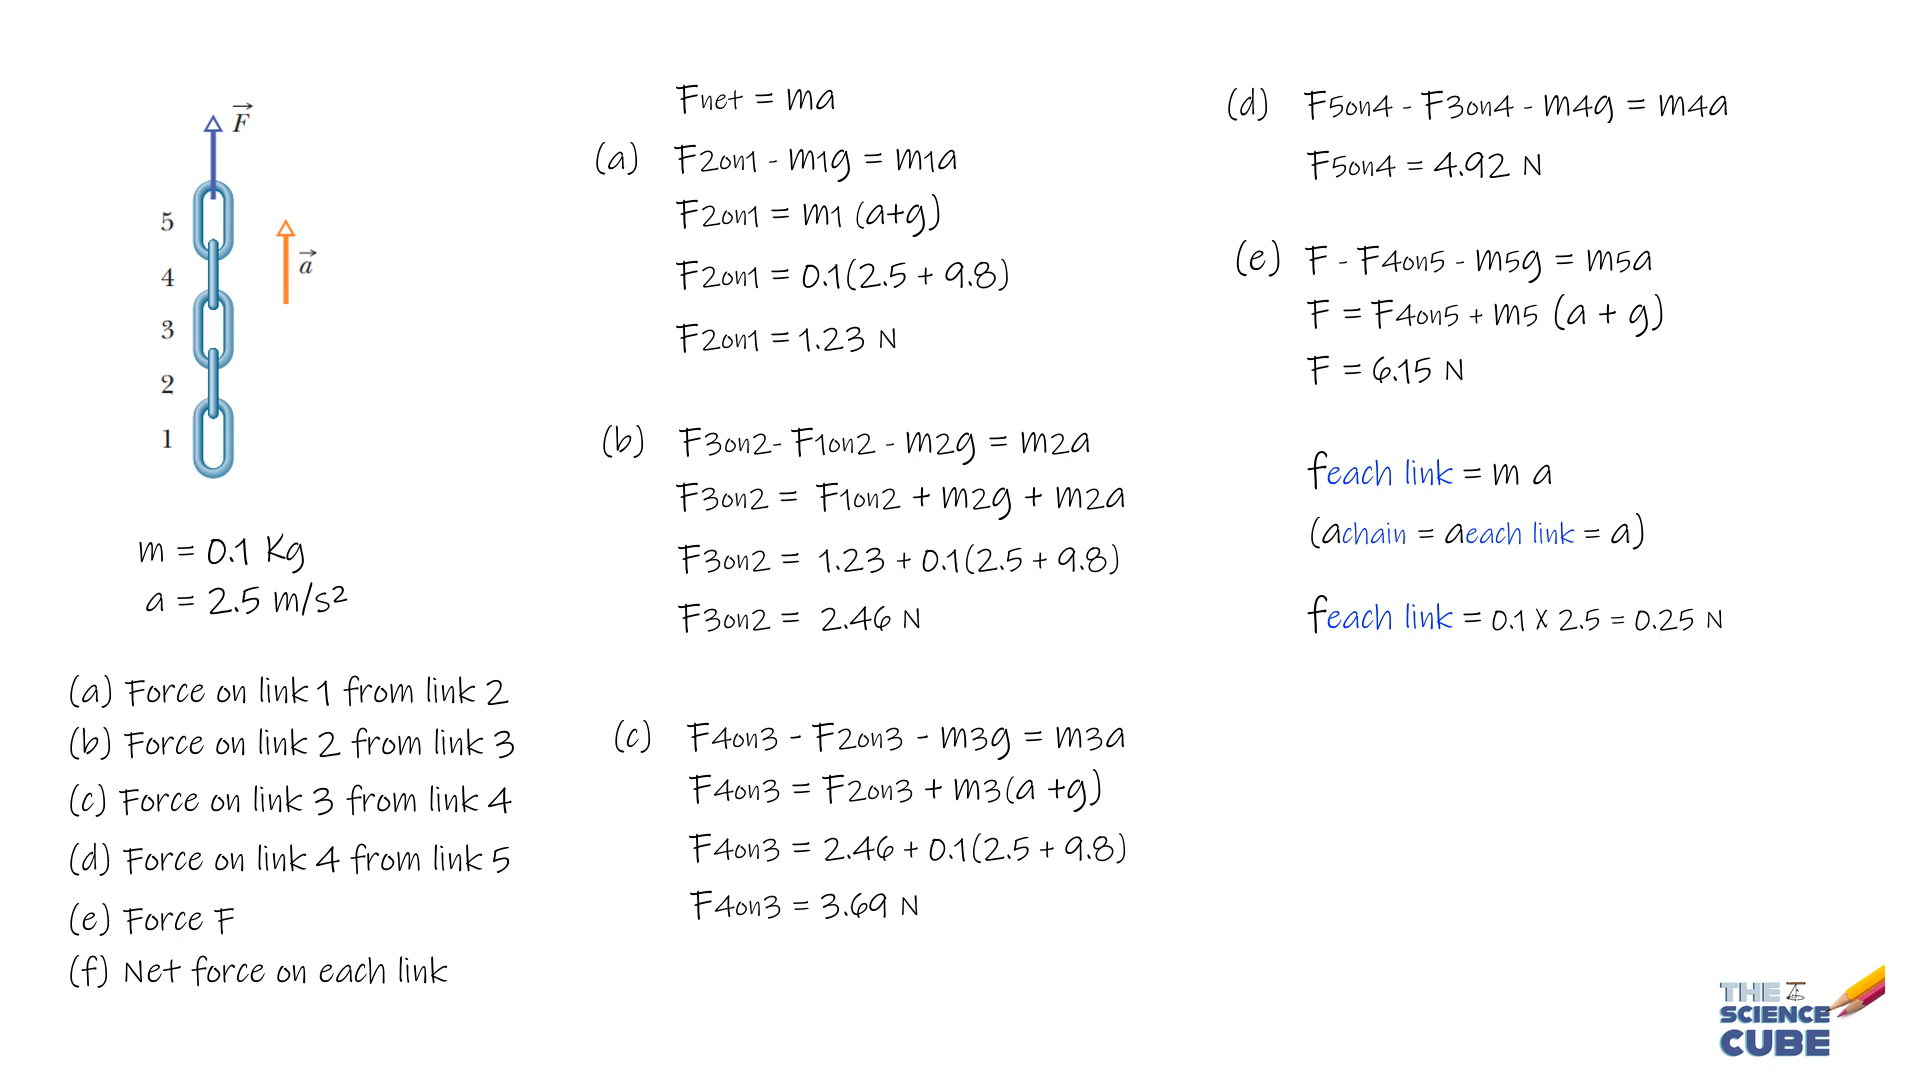 F
5
4
a
3
2
1
m = 0.1 Kg
a = 2.5 m/s²
(a) Force on link 1 from link 2
(b) Force on link 2 from link 3
(c) Force on link 3 from link 4
(d) Force on link 4 from link 5
(e) Force F
(f) Net force on each link
Fnet = ma
(a) F2on1 - m1g = m1a
F2on1 = m1 (a+g)
F2on1 = 0.1(2.5 + 9.8)
F2on1 = 1.23 N
(b) F3on2- F1on2 - m2g = m2a
F3on2 = F1on2 + m2g + m2a
F3on2 = 1.23 + 0.1(2.5 + 9.8)
F3on2 = 2.46 N
(c) F4on3 - F2on3 - m3g = m3a
F4on3 = F2on3 + m3(a +g)
F4on3 = 2.46 + 0.1(2.5 + 9.8)
F4on3 = 3.69 N
(d) F5on4 - F3on4 - m4g = m4a
F5on4 = 4.92 N
(e) F - F4on5 - m5g = m5a
F = F4on5 + m5 (a + g)
F = 6.15 N
feach link = m a
(achain = aeach link = a)
feach link = 0.1 x 2.5 = 0.25 N
THE
SCIENCE
CUBE